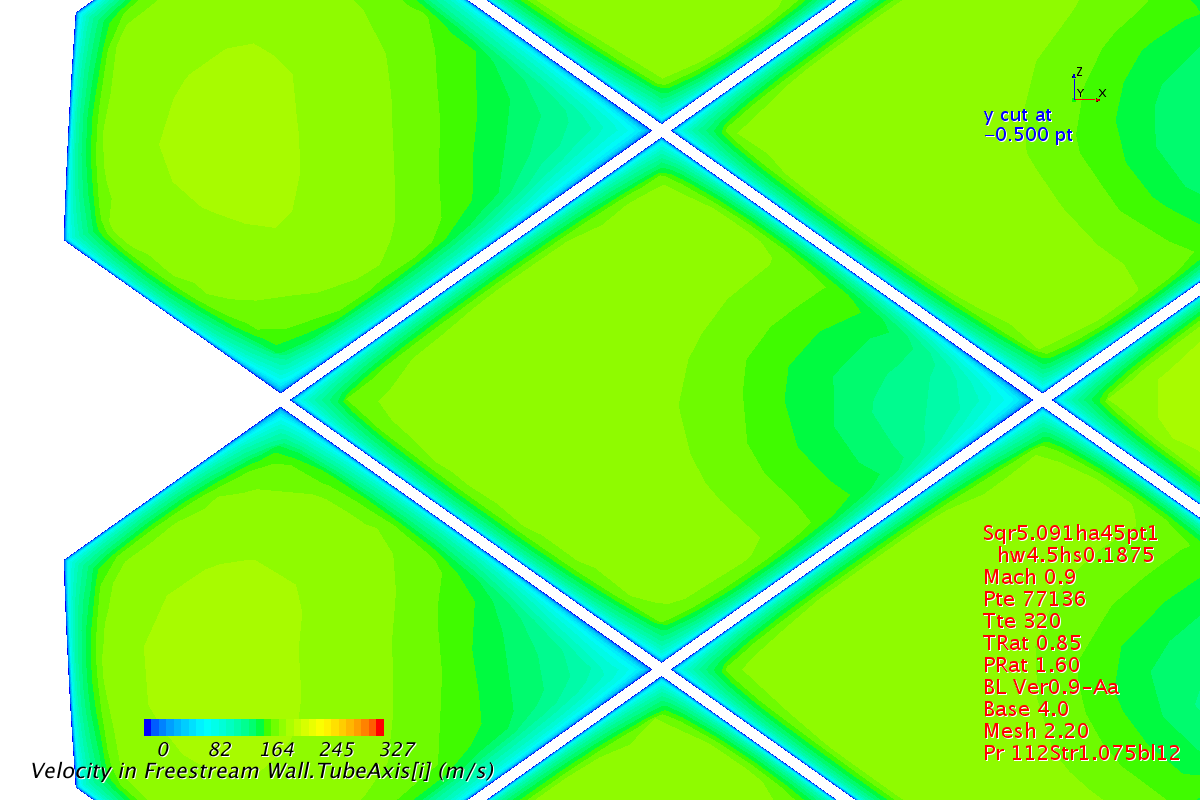 Z
Y X
y cut at
−0.500 pt
Sqr5.091ha45pt1
hw4.5hs0.1875
Mach 0.9
Pte 77136
Tte 320
TRat 0.85
PRat 1.60
BL Ver0.9−Aa
Base 4.0
Mesh 2.20
Pr 112Str1.075bl12
0 82 164 245 327
Velocity in Freestream Wall.TubeAxis[i] (m/s)